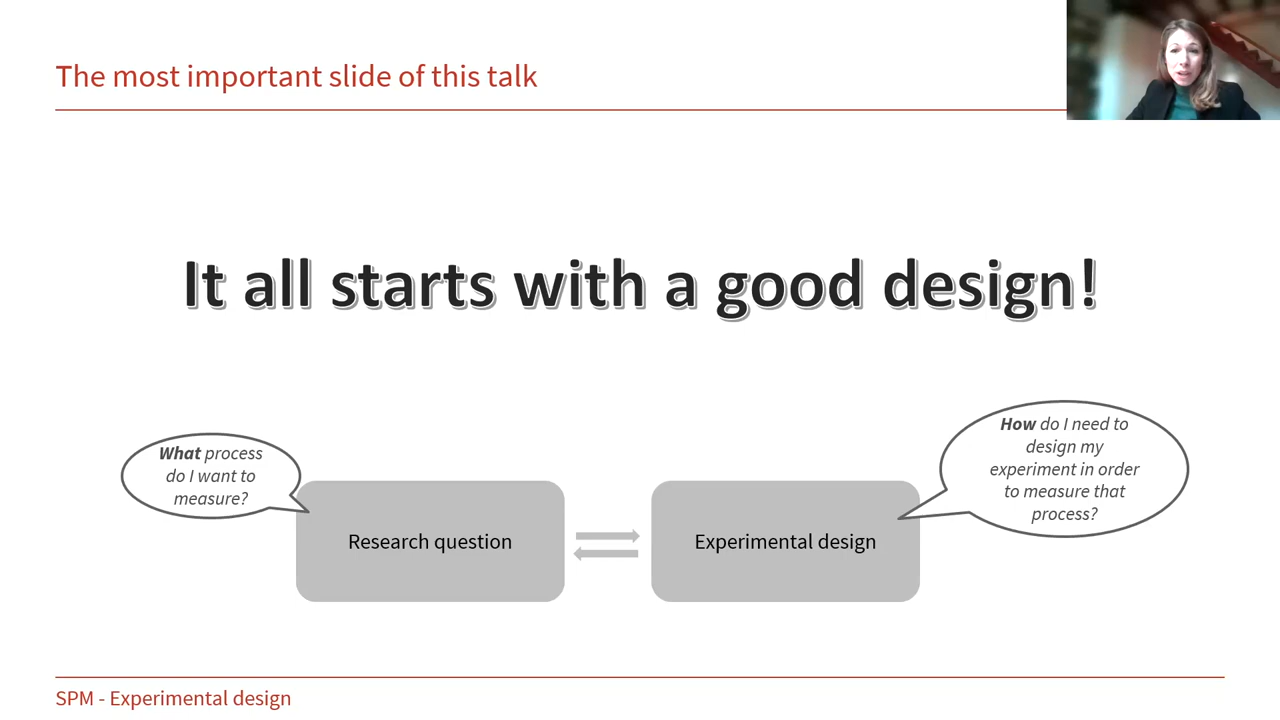 The most important slide of this talk
It all starts with a good design!
What process
do I want to
measure?
How do I need to
design my
experiment in order
to measure that
process?
Research question
Experimental design
SPM - Experimental design